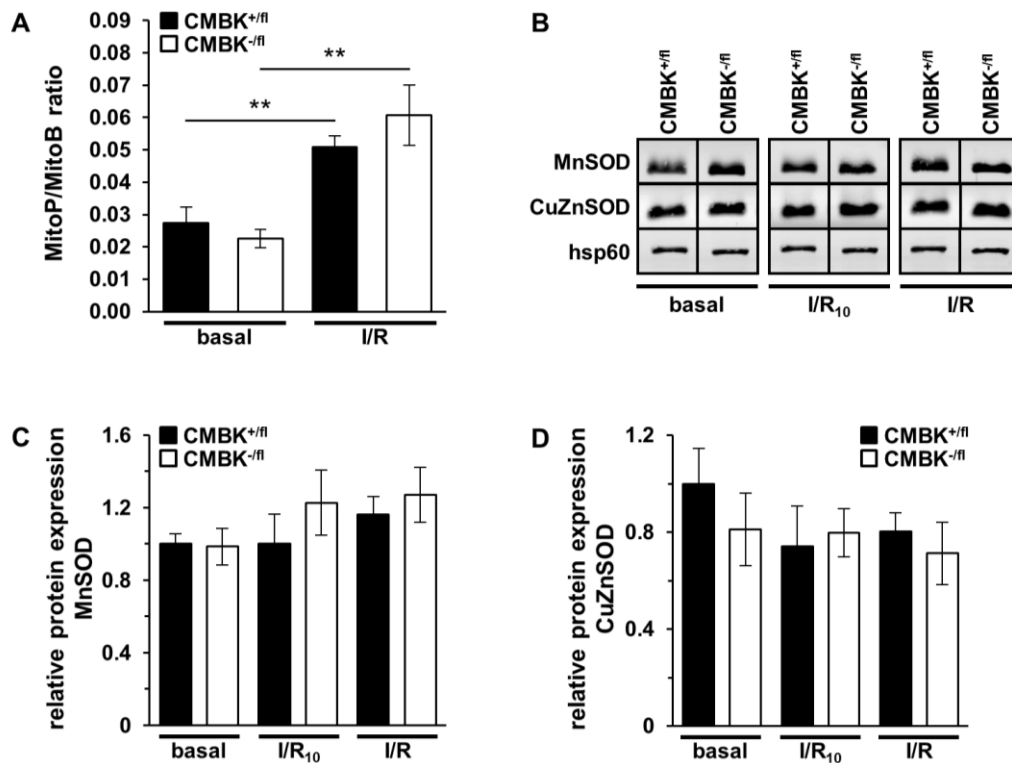 A
CMBK+/fl
CMBK-/fl
**
**
MitoP/MitoB ratio
0.09
0.08
0.07
0.06
0.05
0.04
0.03
0.02
0.01
0.00
basal I/R
B
CMBK+/fl CMBK-/fl CMBK+/fl CMBK-/fl CMBK+/fl CMBK-/fl
MnSOD
CuZnSOD
hsp60
basal I/R10 I/R
C
CMBK+/fl
CMBK-/fl
relative protein expression
MnSOD
1.6
1.2
0.8
0.4
0
basal I/R10 I/R
D
CMBK+/fl
CMBK-/fl
relative protein expression
CuZnSOD
1.2
0.8
0.4
0
basal I/R10 I/R